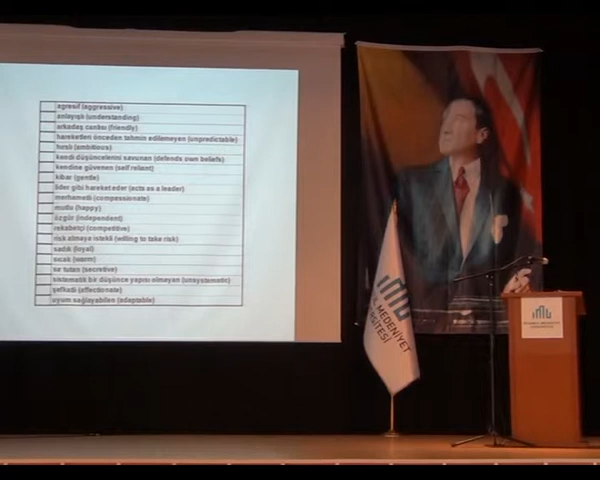 agresif (aggressive)
anlayışlı (understanding)
arkadaş canlısı (friendly)
hareketleri önceden tahmin edilemeyen (unpredictable)
hırslı (ambitious)
kendi düşüncelerini savunan (defends own beliefs)
kendine güvenen (self reliant)
kibar (gentle)
lider gibi hareket eder (acts as a leader)
merhametli (compassionate)
mutlu (happy)
özgür (independent)
rekabetçi (competitive)
risk almaya istekli (willing to take risk)
sadık (loyal)
sıcak (warm)
sır tutan (secretive)
sistematik bir düşünce yapısı olmayan (unsystematic)
şefkatli (affectionate)
uyum sağlayabilen (adaptable)
MEDENİYET